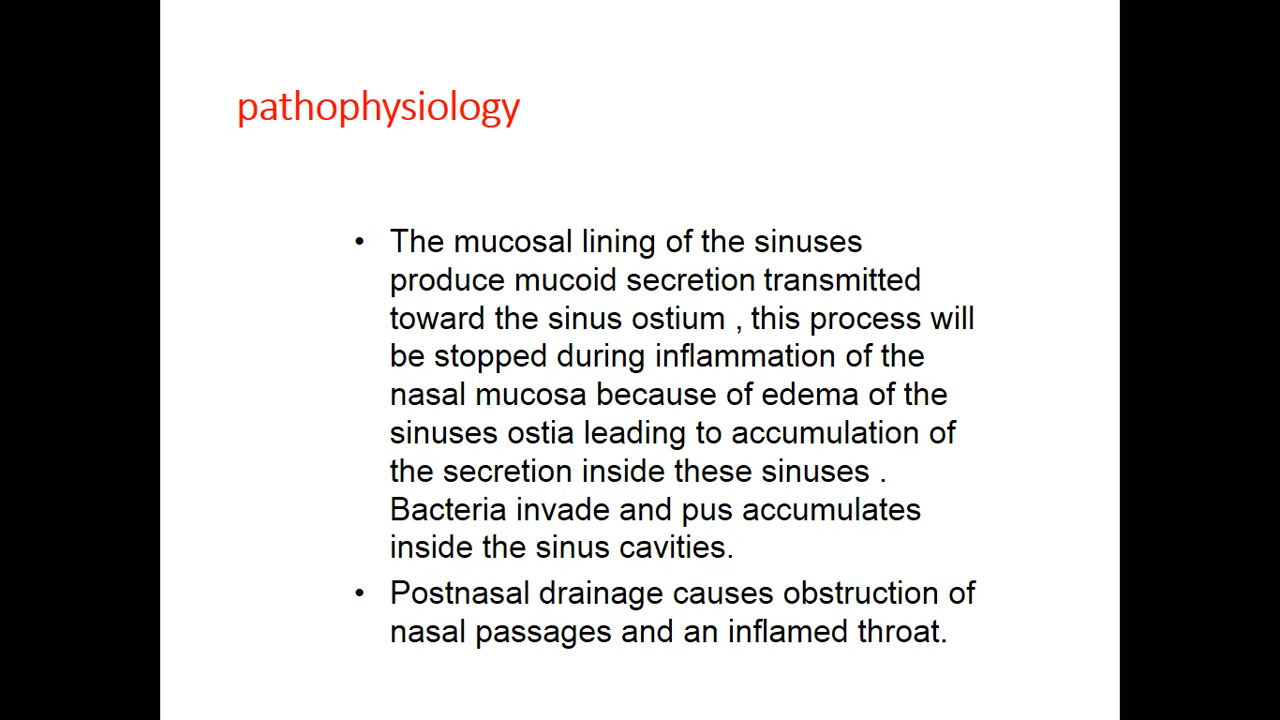 pathophysiology
• The mucosal lining of the sinuses
produce mucoid secretion transmitted
toward the sinus ostium , this process will
be stopped during inflammation of the
nasal mucosa because of edema of the
sinuses ostia leading to accumulation of
the secretion inside these sinuses .
Bacteria invade and pus accumulates
inside the sinus cavities.
• Postnasal drainage causes obstruction of
nasal passages and an inflamed throat.